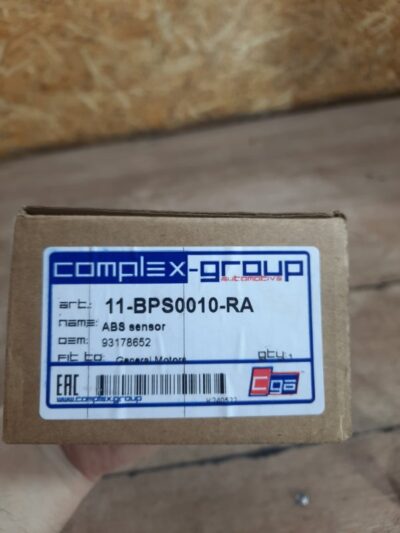 complex-group
automotive
art.: 11-BPS0010-RA
name: ABS sensor
oem: 93178652
Fit to: General Motors qty: 1
EAC
www.complex.group
cga